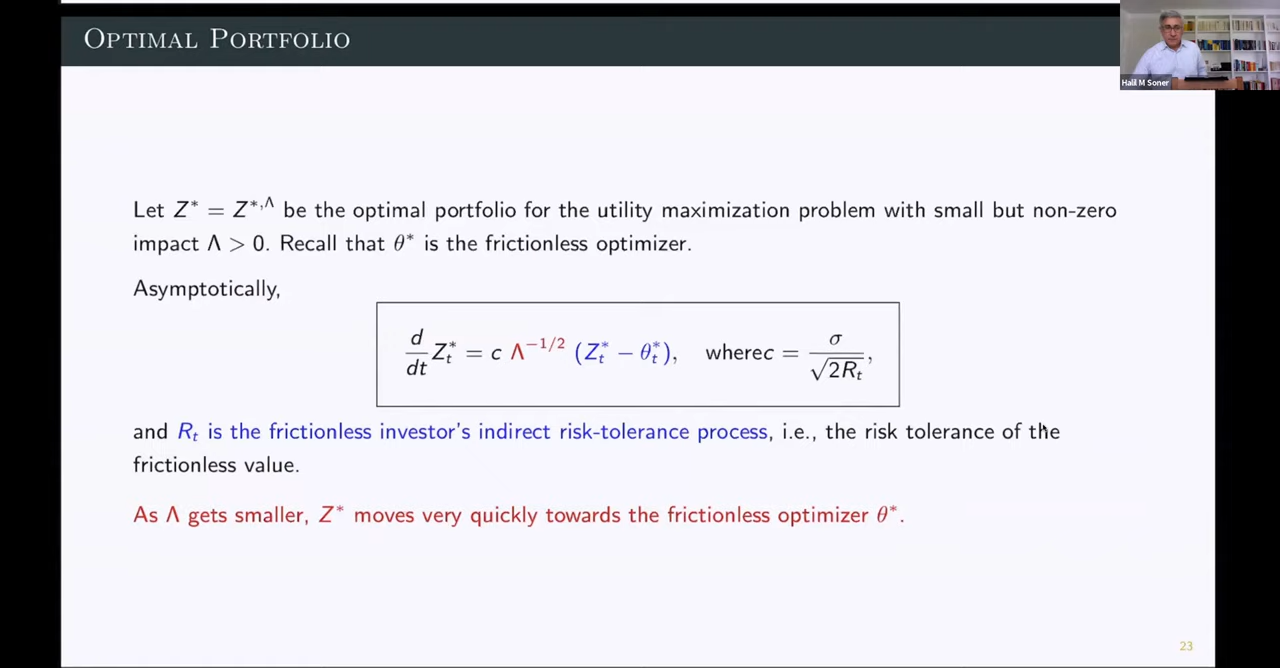 OPTIMAL PORTFOLIO
Halil M Soner
Let Z* = Z*,Λ be the optimal portfolio for the utility maximization problem with small but non-zero
impact Λ > 0. Recall that θ* is the frictionless optimizer.
Asymptotically,
d/dt Z*_t = c Λ^{-1/2} (Z*_t − θ*_t), wherec = σ/√2R_t,
and R_t is the frictionless investor's indirect risk-tolerance process, i.e., the risk tolerance of the
frictionless value.
As Λ gets smaller, Z* moves very quickly towards the frictionless optimizer θ*.
23